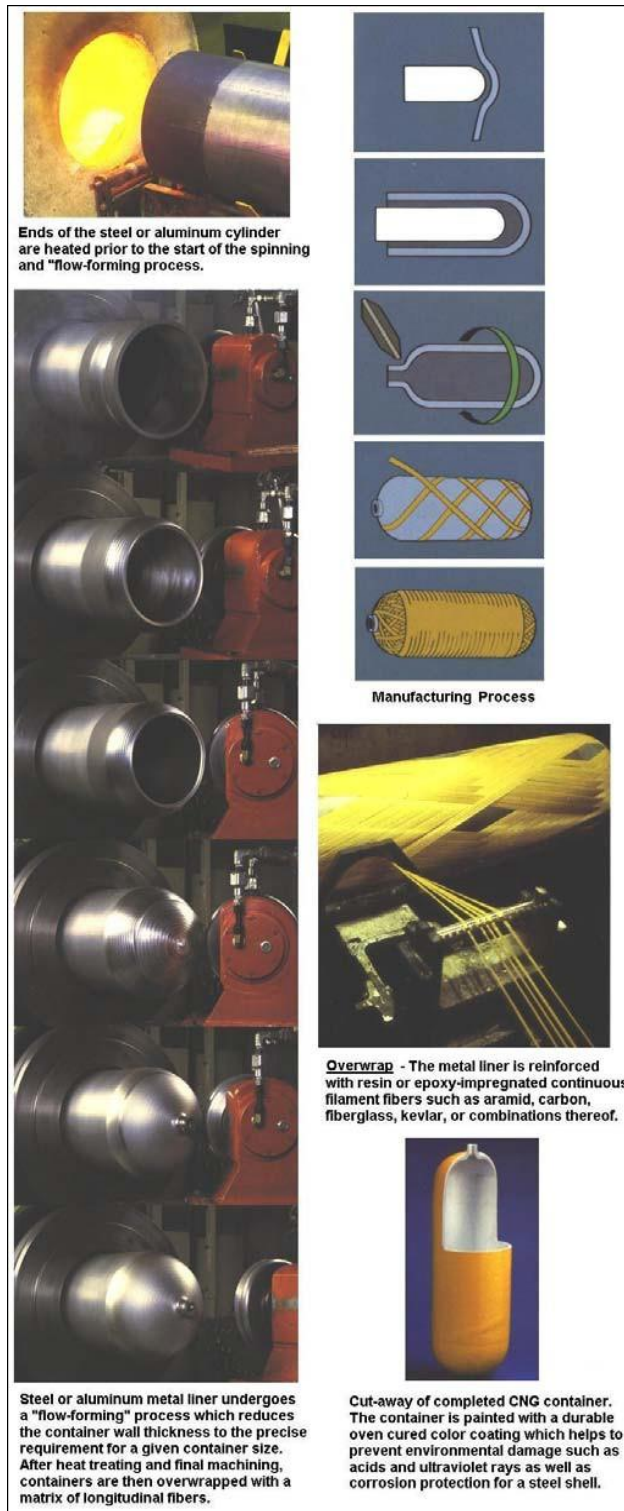 Ends of the steel or aluminum cylinder
are heated prior to the start of the spinning
and "flow-forming process.
Manufacturing Process
Overwrap - The metal liner is reinforced
with resin or epoxy-impregnated continuous
filament fibers such as aramid, carbon,
fiberglass, kevlar, or combinations thereof.
Steel or aluminum metal liner undergoes
a "flow-forming" process which reduces
the container wall thickness to the precise
requirement for a given container size.
After heat treating and final machining,
containers are then overwrapped with a
matrix of longitudinal fibers.
Cut-away of completed CNG container.
The container is painted with a durable
oven cured color coating which helps to
prevent environmental damage such as
acids and ultraviolet rays as well as
corrosion protection for a steel shell.